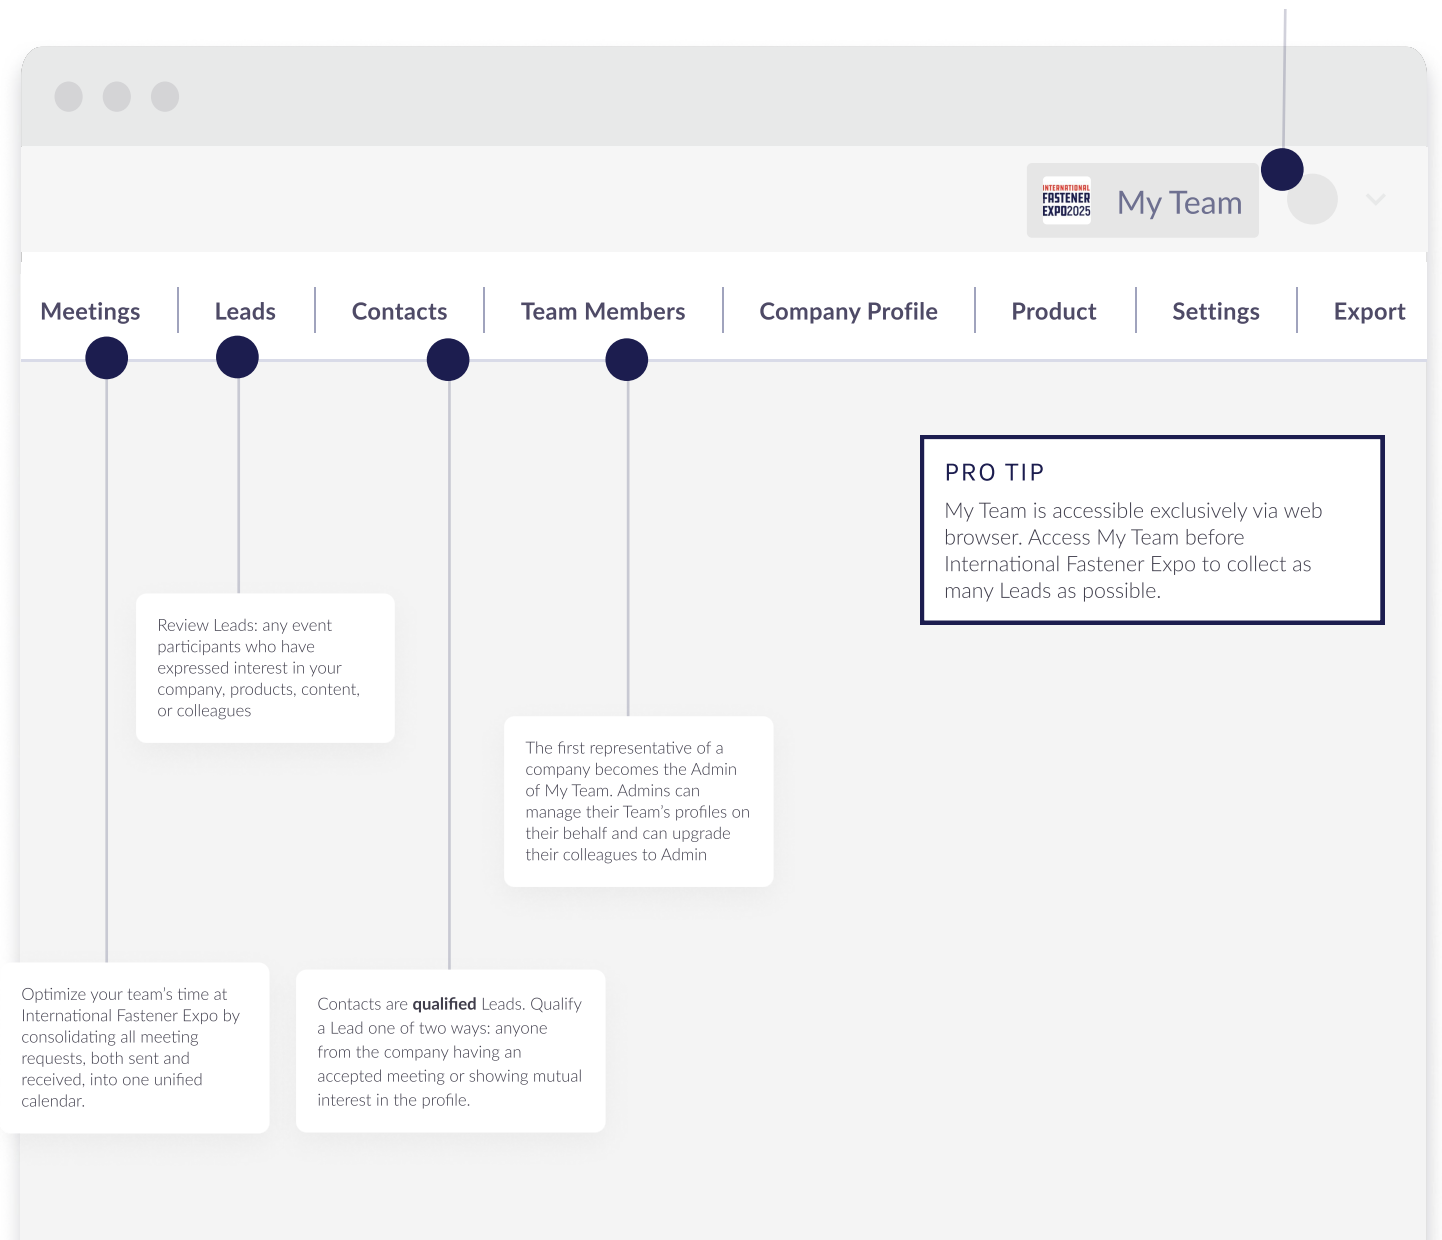 INTERNATIONAL
FASTENER
EXPO2025
My Team
Meetings
Leads
Contacts
Team Members
Company Profile
Product
Settings
Export
PRO TIP
My Team is accessible exclusively via web
browser. Access My Team before
International Fastener Expo to collect as
many Leads as possible.
Review Leads: any event
participants who have
expressed interest in your
company, products, content,
or colleagues
The first representative of a
company becomes the Admin
of My Team. Admins can
manage their Team's profiles on
their behalf and can upgrade
their colleagues to Admin
Optimize your team's time at
International Fastener Expo by
consolidating all meeting
requests, both sent and
received, into one unified
calendar.
Contacts are qualified Leads. Qualify
a Lead one of two ways: anyone
from the company having an
accepted meeting or showing mutual
interest in the profile.